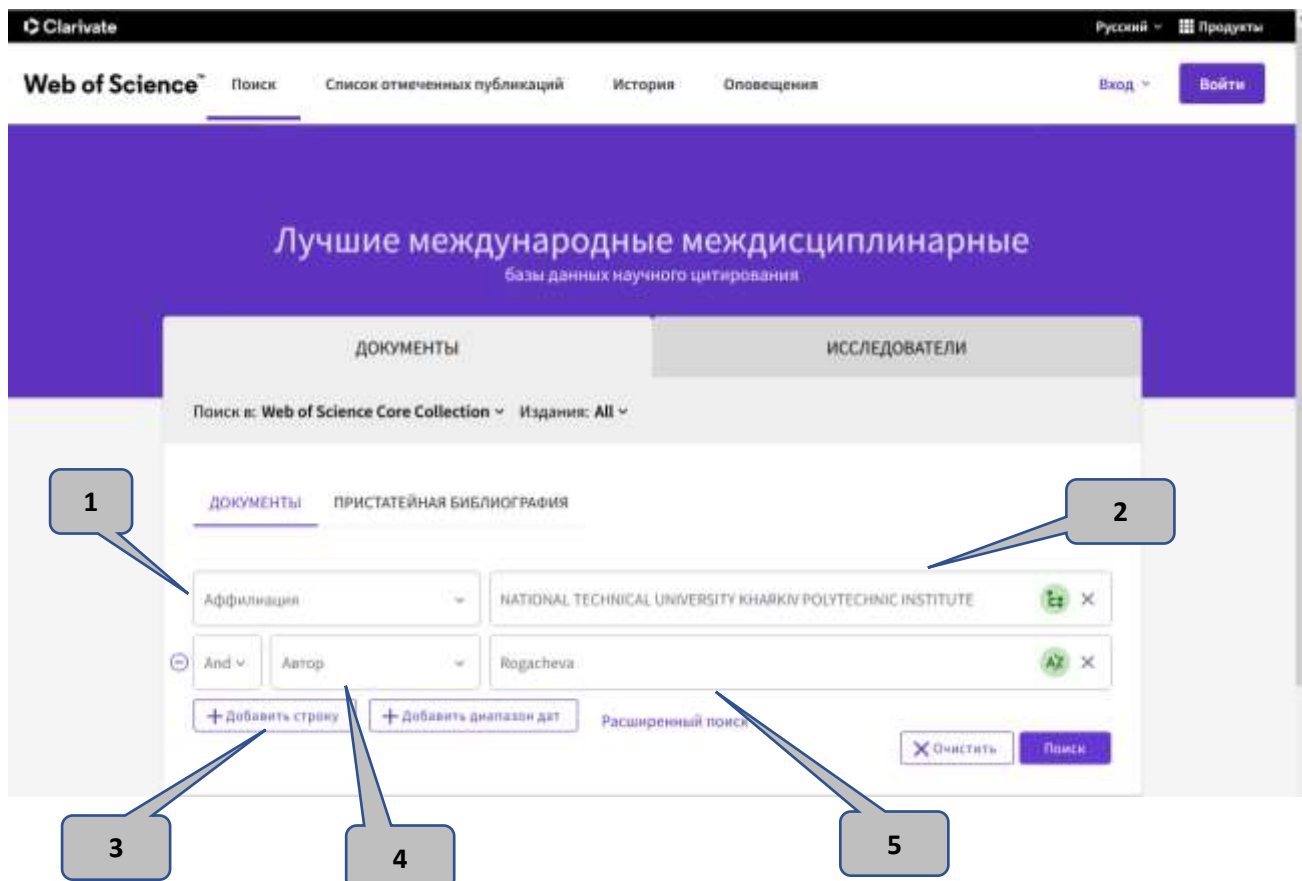 Clarivate Русский Продукты
Web of Science™ Поиск Список отмеченных публикаций История Оповещения Вход Войти
Лучшие международные междисциплинарные
базы данных научного цитирования
ДОКУМЕНТЫ ИССЛЕДОВАТЕЛИ
Поиск в: Web of Science Core Collection Издания: All
1
ДОКУМЕНТЫ ПРИСТАТЕЙНАЯ БИБЛИОГРАФИЯ
2
Аффилиация NATIONAL TECHNICAL UNIVERSITY KHARKIV POLYTECHNIC INSTITUTE
And Автор Rogacheva AZ
+ Добавить строку + Добавить диапазон дат Расширенный поиск
Очистить Поиск
3 4 5